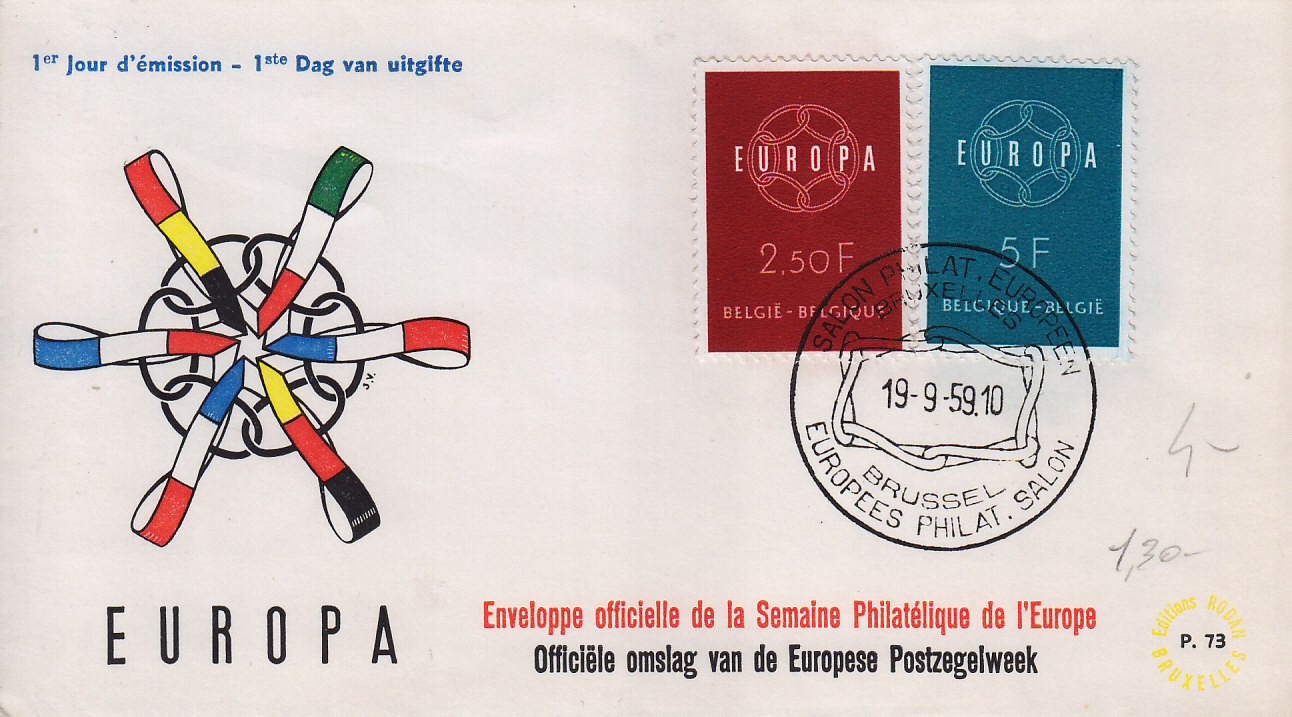 1er Jour d'émission - 1ste Dag van uitgifte
EUROPA
2,50F
BELGIË - BELGIQUE
EUROPA
5F
BELGIQUE - BELGIË
SALON PHILAT. EUROPEEN
BRUXELLES
19-9-59.10
BRUSSEL
EUROPEES PHILAT. SALON
J.V.
1,30-
EUROPA
Enveloppe officielle de la Semaine Philatélique de l'Europe
Officiële omslag van de Europese Postzegelweek
Editions RODAN
P. 73
BRUXELLES